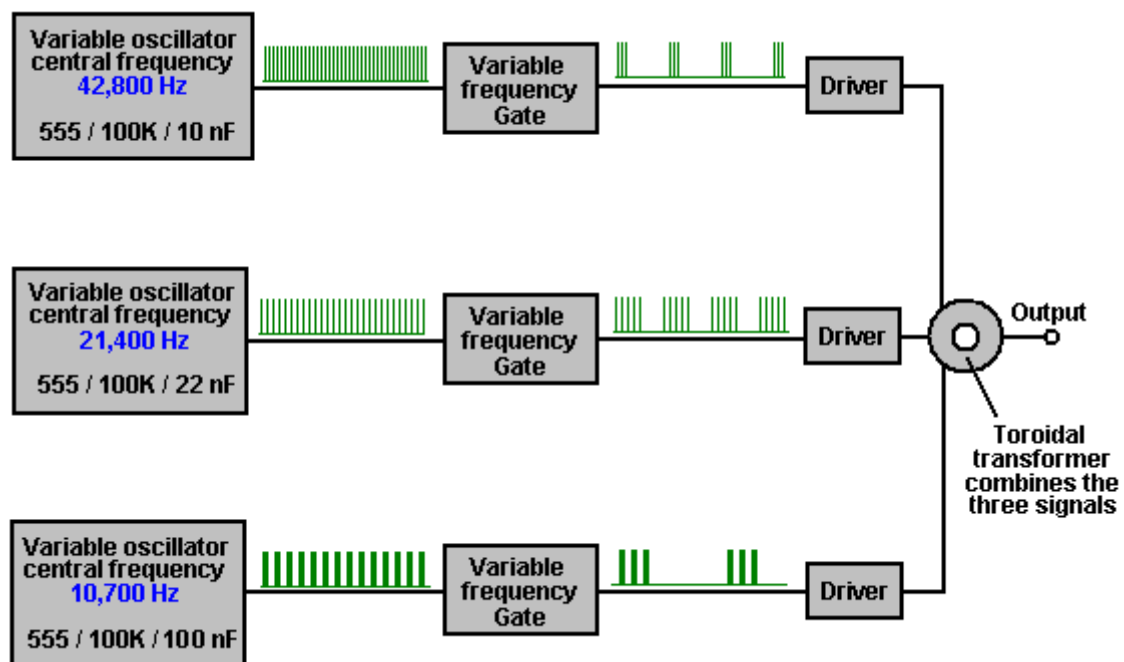 Variable oscillator
central frequency
42,800 Hz
555 / 100K / 10 nF
Variable
frequency
Gate
Driver
Variable oscillator
central frequency
21,400 Hz
555 / 100K / 22 nF
Variable
frequency
Gate
Driver
Output
Toroidal
transformer
combines the
three signals
Variable oscillator
central frequency
10,700 Hz
555 / 100K / 100 nF
Variable
frequency
Gate
Driver